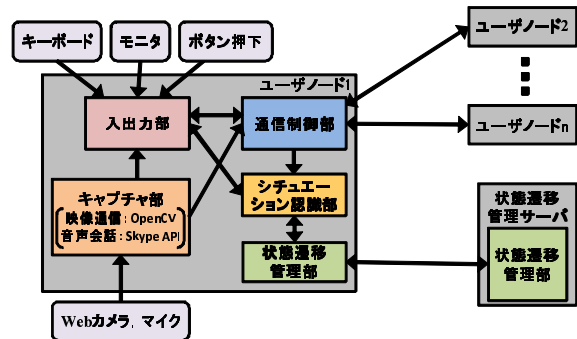 キーボード
モニタ
ボタン押下
ユーザノード2
ユーザノード1
入出力部
通信制御部
ユーザノードn
キャプチャ部
映像通信：OpenCV
音声会話：Skype API
シチュエー
ション認識部
状態遷移
管理部
状態遷移
管理サーバ
状態遷移
管理部
Webカメラ，マイク